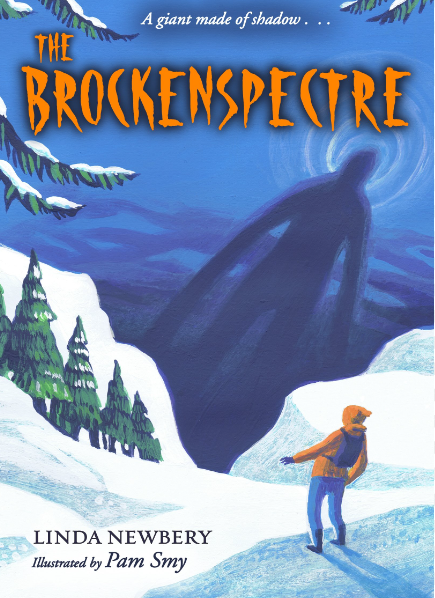 A giant made of shadow . . .
THE
BROCKENSPECTRE
LINDA NEWBERY
Illustrated by Pam Smy